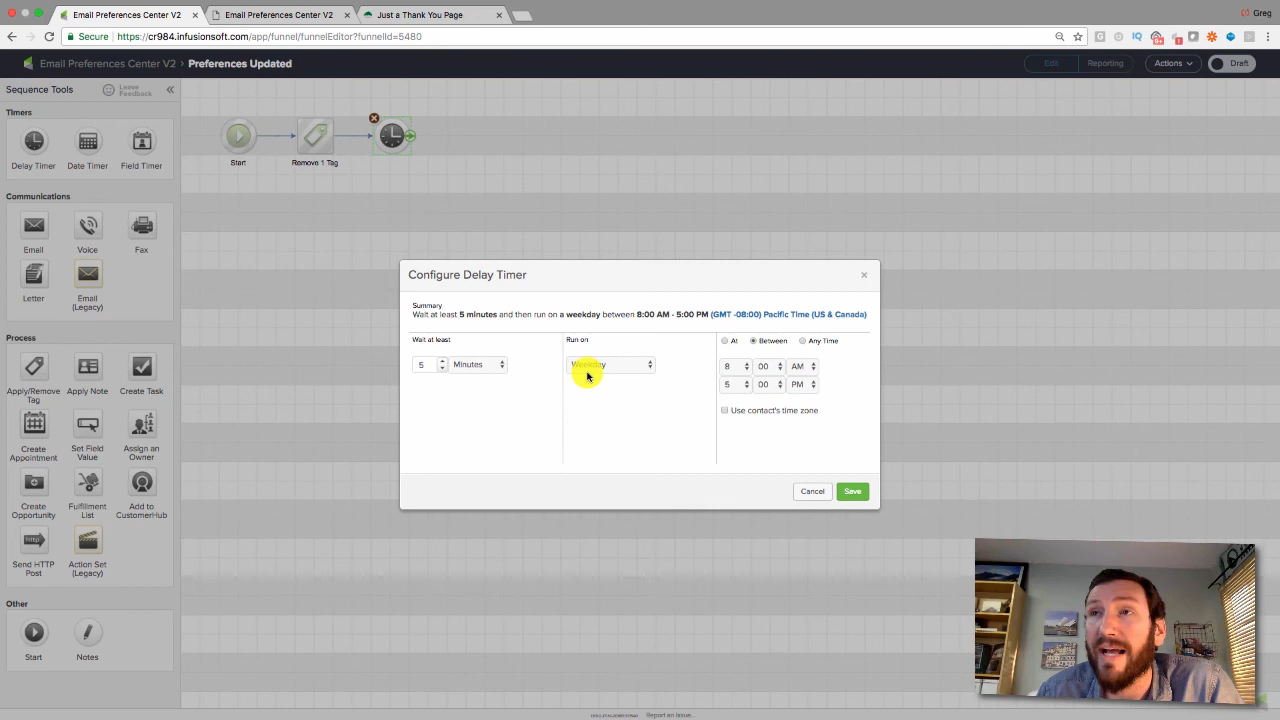 Email Preferences Center V2 ×
Email Preferences Center V2 ×
Just a Thank You Page ×
Greg
Secure https://cr984.infusionsoft.com/app/funnel/funnelEditor?funnelId=5480
Email Preferences Center V2 > Preferences Updated
Edit
Reporting
Actions
Draft
Sequence Tools
Leave
Feedback
Timers
Delay Timer
Date Timer
Field Timer
Start
Remove 1 Tag
Communications
Email
Voice
Fax
Letter
Email
(Legacy)
Process
Apply/Remove
Tag
Apply Note
Create Task
Create
Appointment
Set Field
Value
Assign an
Owner
Create
Opportunity
Fulfillment
List
Add to
CustomerHub
http
Send HTTP
Post
Action Set
(Legacy)
Other
Start
Notes
Configure Delay Timer ×
Summary
Wait at least 5 minutes and then run on a weekday between 8:00 AM - 5:00 PM (GMT -08:00) Pacific Time (US & Canada)
Wait at least
Run on
At Between Any Time
5 Minutes
Weekday
8 00 AM
5 00 PM
Use contact's time zone
Cancel
Save
Report an Issue...